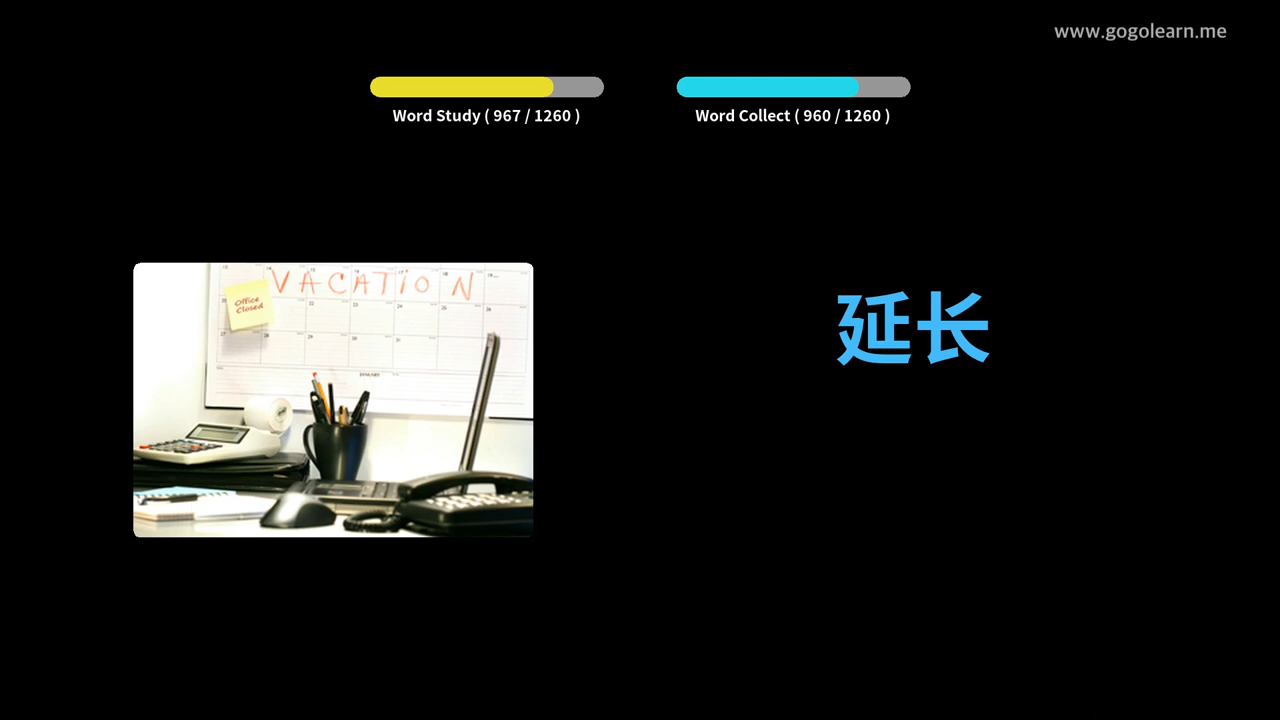 www.gogolearn.me
Word Study ( 967 / 1260 )
Word Collect ( 960 / 1260 )
VACATION
Office
Closed
延长